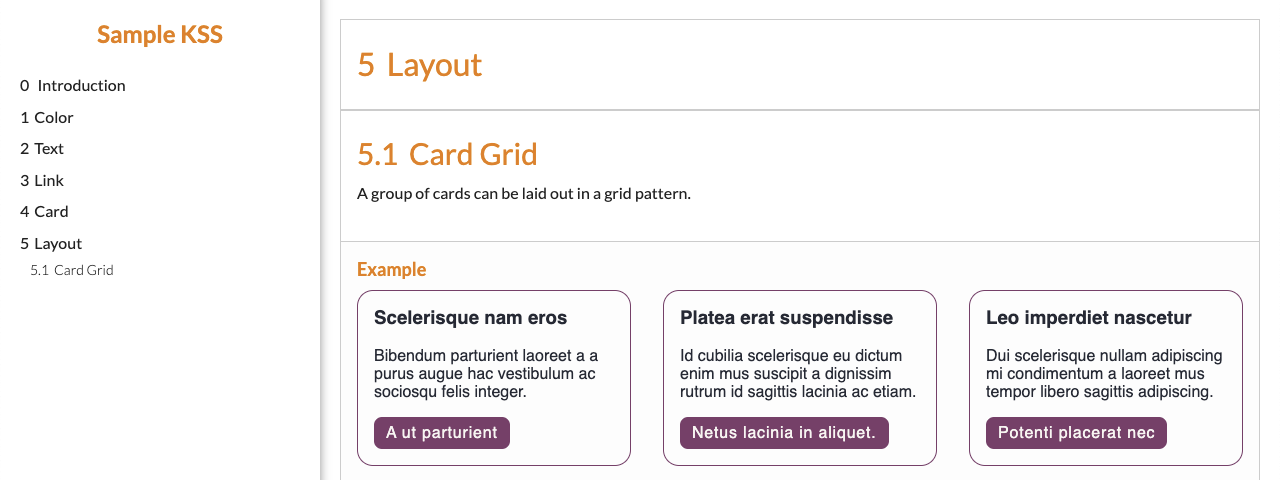 Sample KSS
0 Introduction
1 Color
2 Text
3 Link
4 Card
5 Layout
5.1 Card Grid
5 Layout
5.1 Card Grid
A group of cards can be laid out in a grid pattern.
Example
Scelerisque nam eros
Bibendum parturient laoreet a a
purus augue hac vestibulum ac
sociosqu felis integer.
A ut parturient
Platea erat suspendisse
Id cubilia scelerisque eu dictum
enim mus suscipit a dignissim
rutrum id sagittis lacinia ac etiam.
Netus lacinia in aliquet.
Leo imperdiet nascetur
Dui scelerisque nullam adipiscing
mi condimentum a laoreet mus
tempor libero sagittis adipiscing.
Potenti placerat nec